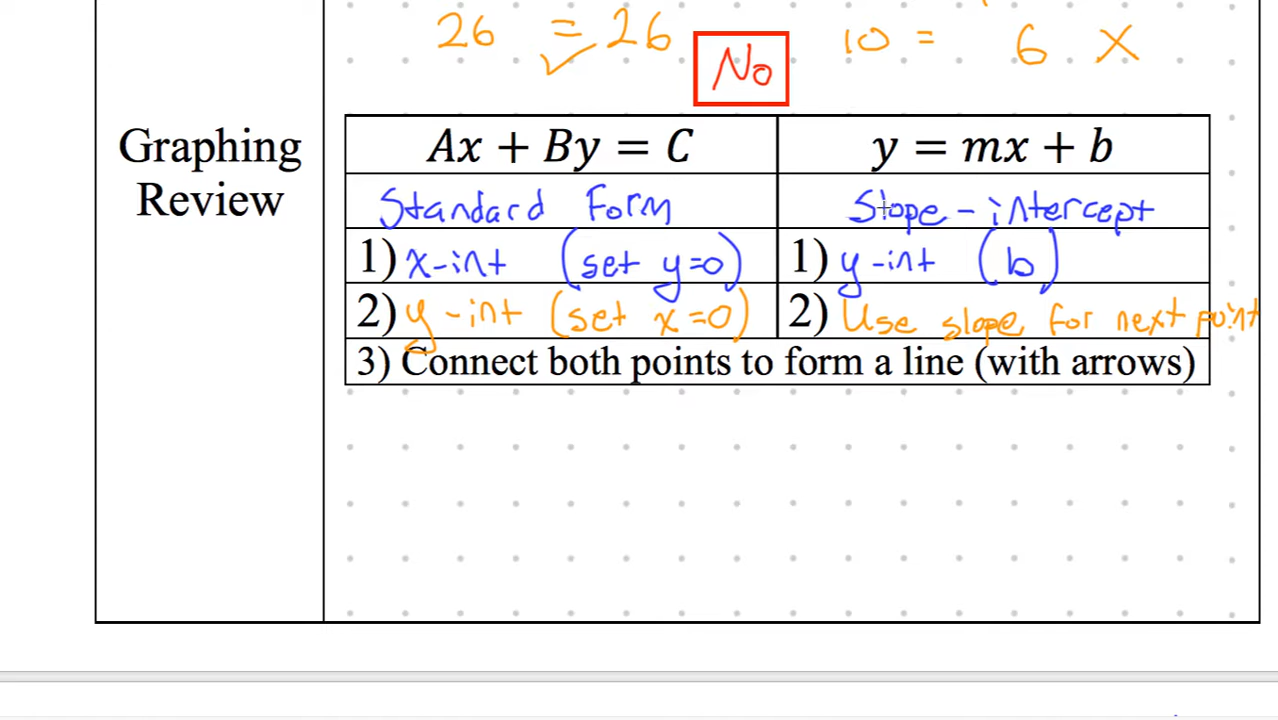 26 = 26
10 = 6 X
No
Graphing
Review
Ax + By = C
y = mx + b
Standard Form
Slope - intercept
1) x-int (set y=0)
1) y-int (b)
2) y-int (set x=0)
2) Use slope for next point
3) Connect both points to form a line (with arrows)